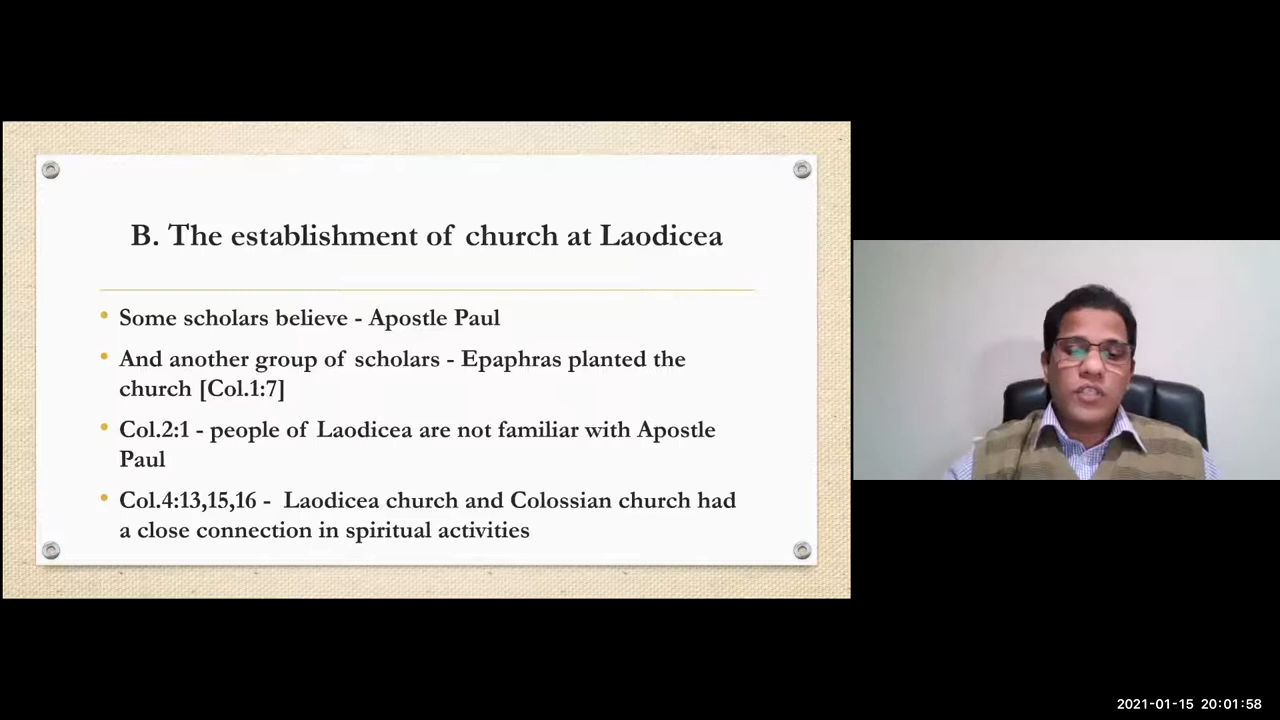 B. The establishment of church at Laodicea
• Some scholars believe - Apostle Paul
• And another group of scholars - Epaphras planted the
church [Col.1:7]
• Col.2:1 - people of Laodicea are not familiar with Apostle
Paul
• Col.4:13,15,16 - Laodicea church and Colossian church had
a close connection in spiritual activities
2021-01-15 20:01:58